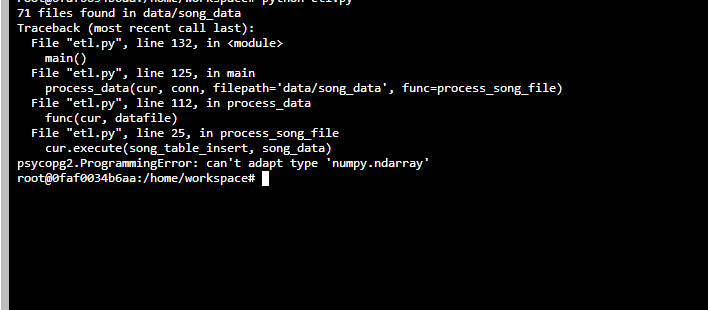 root@0faf0034b6aa:/home/workspace# python etl.py
71 files found in data/song_data
Traceback (most recent call last):
  File "etl.py", line 132, in <module>
    main()
  File "etl.py", line 125, in main
    process_data(cur, conn, filepath='data/song_data', func=process_song_file)
  File "etl.py", line 112, in process_data
    func(cur, datafile)
  File "etl.py", line 25, in process_song_file
    cur.execute(song_table_insert, song_data)
psycopg2.ProgrammingError: can't adapt type 'numpy.ndarray'
root@0faf0034b6aa:/home/workspace#